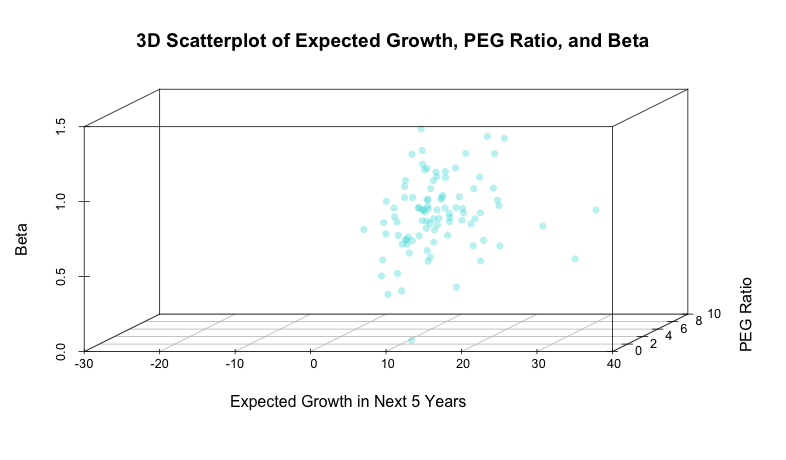 3D Scatterplot of Expected Growth, PEG Ratio, and Beta
1.5
1.0
0.5
0.0
Beta
-30 -20 -10 0 10 20 30 40
Expected Growth in Next 5 Years
0 2 4 6 8 10
PEG Ratio